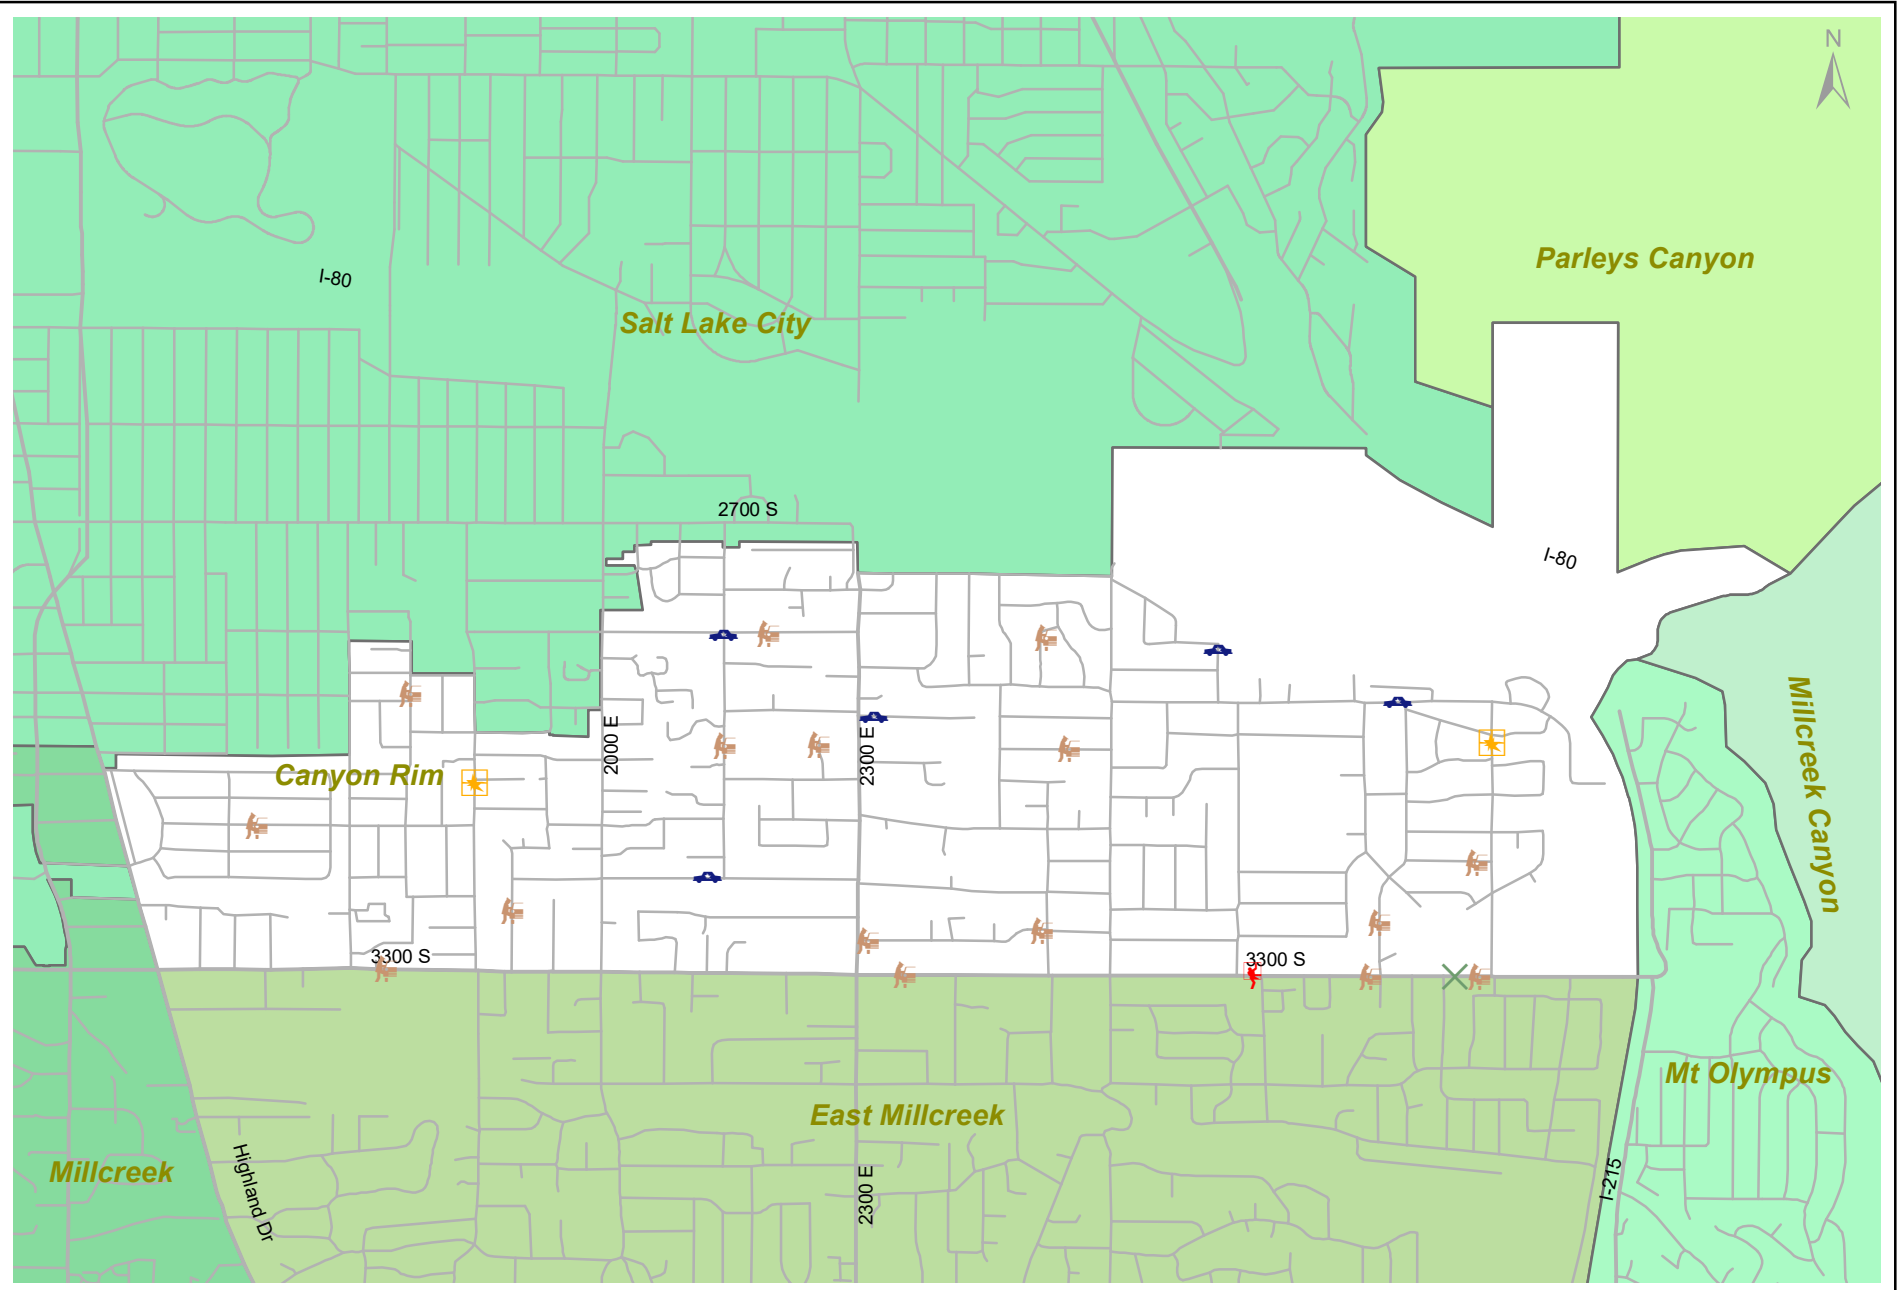 N
Parleys Canyon
I-80
Salt Lake City
2700 S
I-80
2000 E
2300 E
Canyon Rim
Millcreek Canyon
3300 S
3300 S
Mt Olympus
East Millcreek
Millcreek
Highland Dr
2300 E
I-215